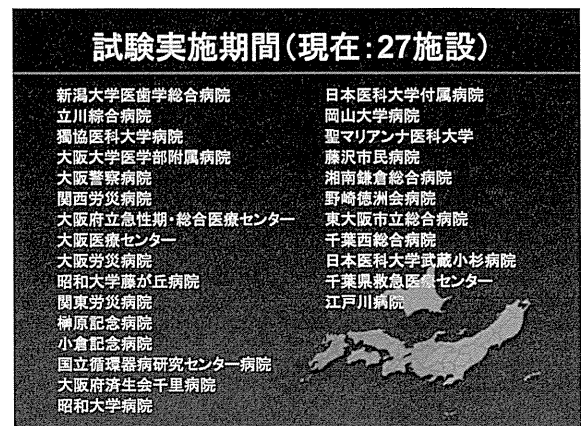 試験実施期間(現在:27施設)
新潟大学医歯学総合病院
立川綜合病院
獨協医科大学病院
大阪大学医学部附属病院
大阪警察病院
関西労災病院
大阪府立急性期・総合医療センター
大阪医療センター
大阪労災病院
昭和大学藤が丘病院
関東労災病院
榊原記念病院
小倉記念病院
国立循環器病研究センター病院
大阪府済生会千里病院
昭和大学病院
日本医科大学付属病院
岡山大学病院
聖マリアンナ医科大学
藤沢市民病院
湘南鎌倉総合病院
野崎徳洲会病院
東大阪市立総合病院
千葉西総合病院
日本医科大学武蔵小杉病院
千葉県救急医療センター
江戸川病院